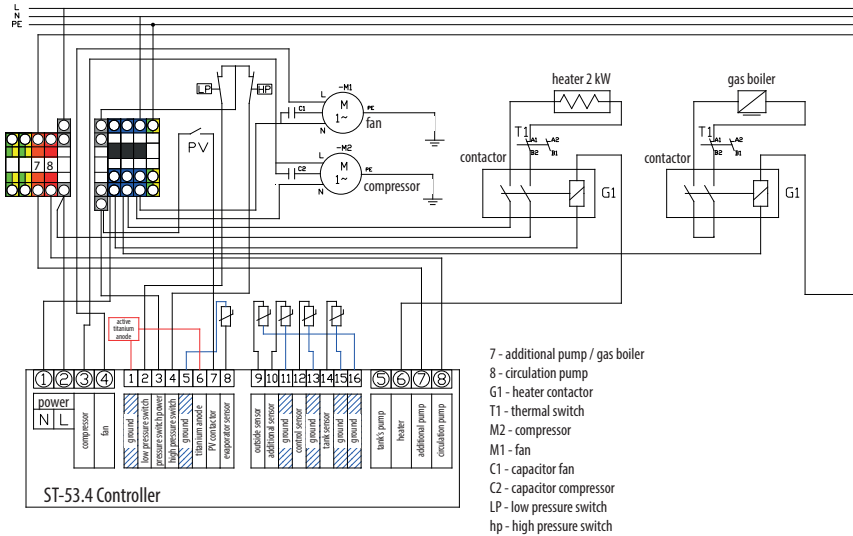 L
N
PE
LP
HP
C1
-M1
L
M
1~
N
PE
fan
PV
C2
-M2
L
M
1~
N
PE
compressor
7 8
heater 2 kW
T1
A1 A2
B2 B1
contactor
G1
gas boiler
T1
A1 A2
B2 B1
contactor
G1
active
titanium
anode
1 2 3 4
power
N L
compressor
fan
1 2 3 4 5 6 7 8
ground
low pressure switch
pressure switch power
high pressure switch
ground
titanium anode
PV contactor
evaporator sensor
9 10 11 12 13 14 15 16
outside sensor
additional sensor
ground
control sensor
ground
tank sensor
ground
ground
5 6 7 8
tank's pump
heater
additional pump
circulation pump
ST-53.4 Controller
7 - additional pump / gas boiler
8 - circulation pump
G1 - heater contactor
T1 - thermal switch
M2 - compressor
M1 - fan
C1 - capacitor fan
C2 - capacitor compressor
LP - low pressure switch
hp - high pressure switch